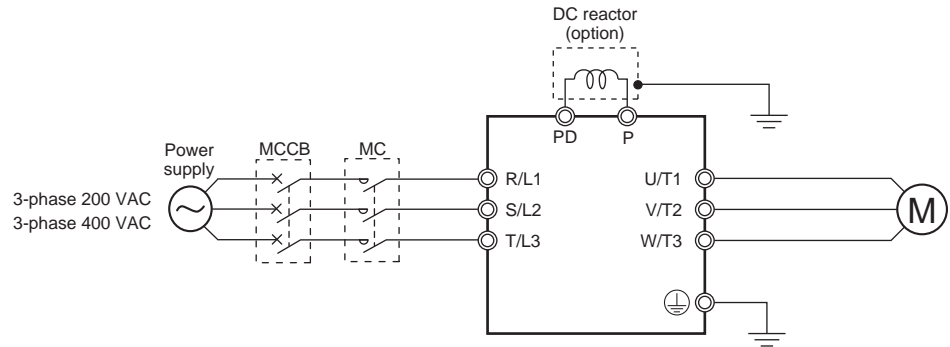 DC reactor
(option)
PD
P
Power
supply
MCCB
MC
3-phase 200 VAC
3-phase 400 VAC
R/L1
S/L2
T/L3
U/T1
V/T2
W/T3
M